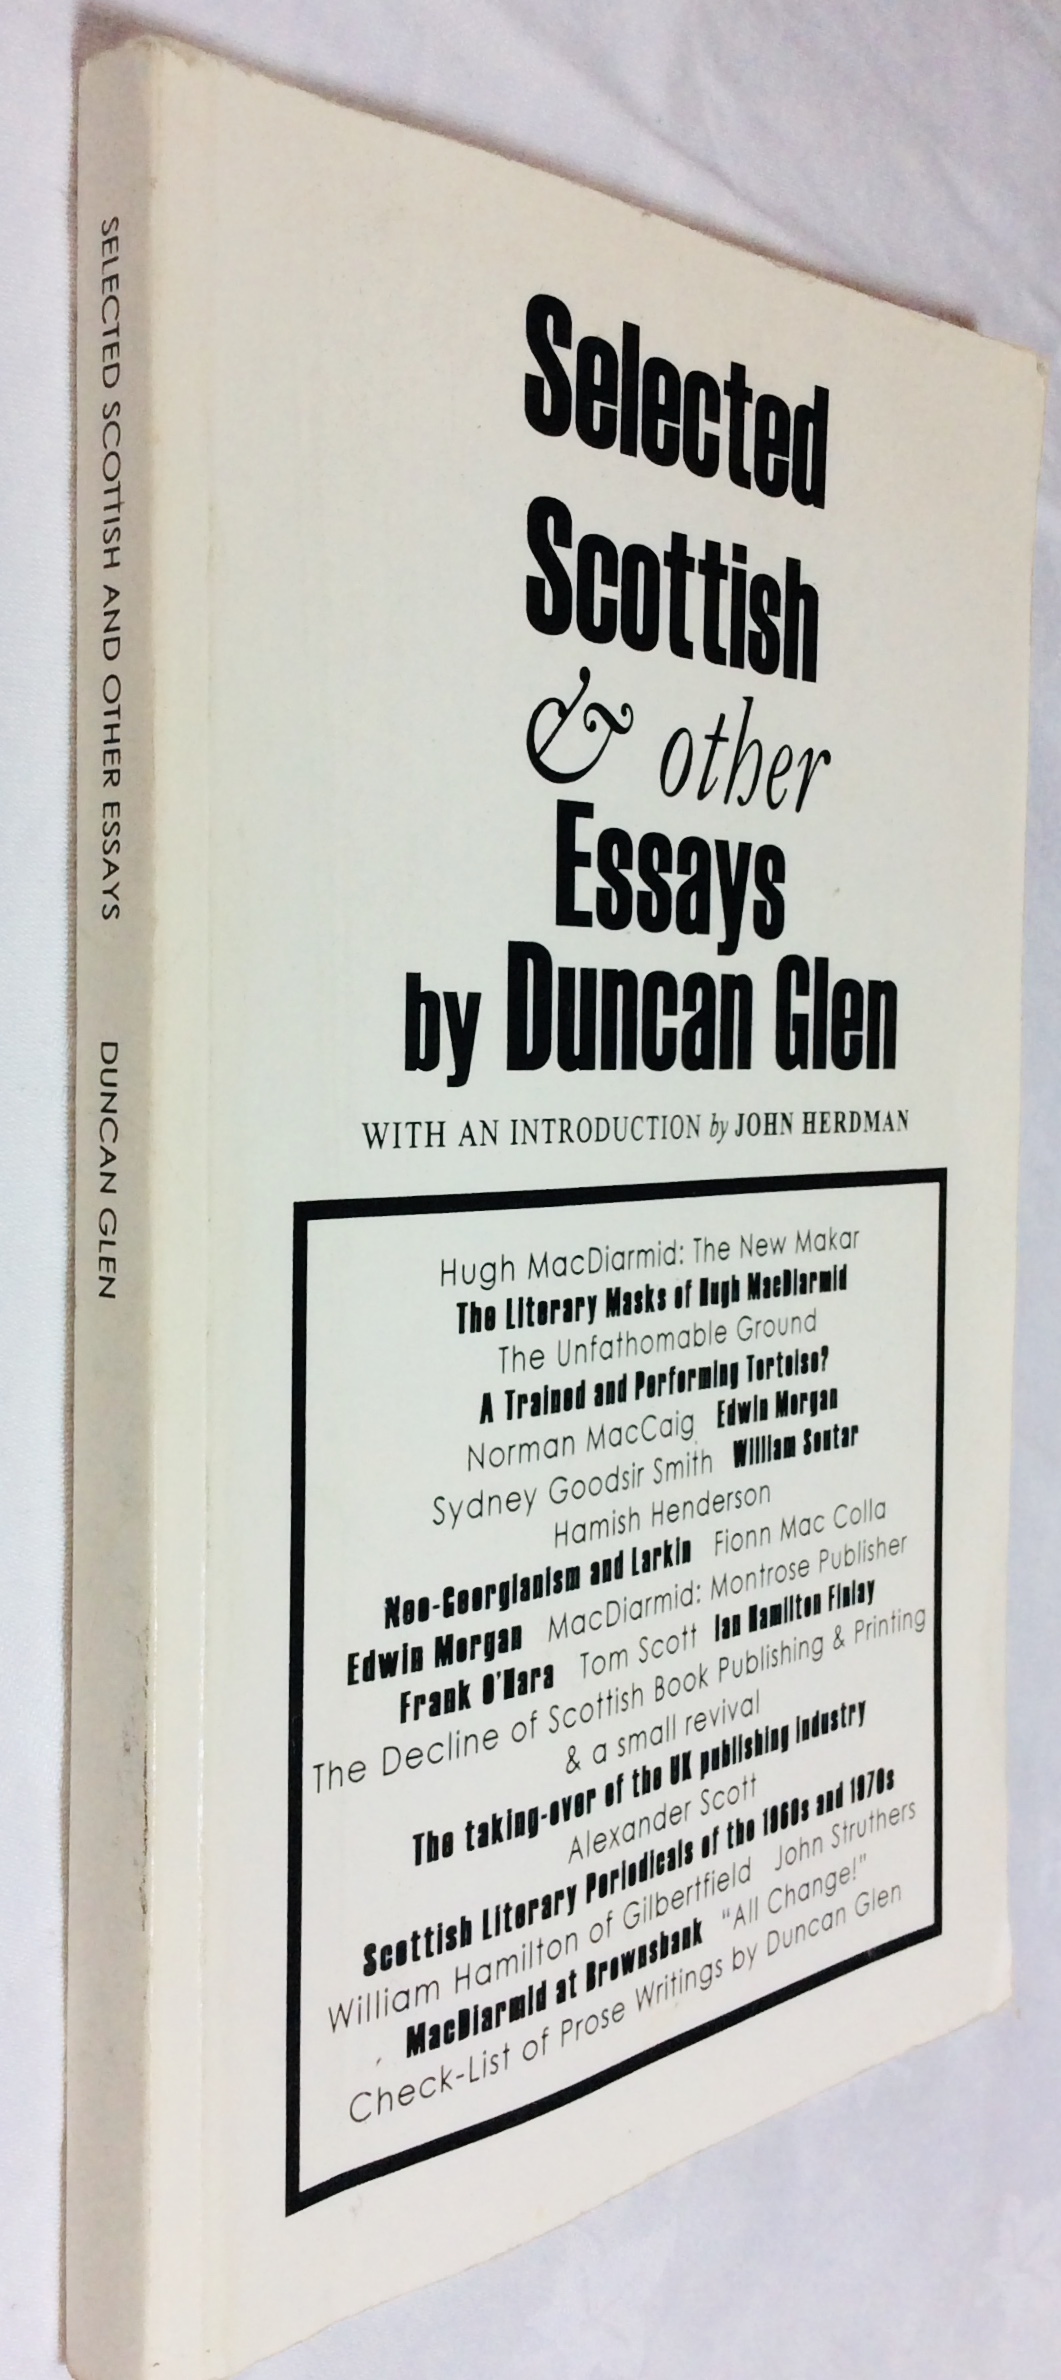 SELECTED SCOTTISH AND OTHER ESSAYS DUNCAN GLEN
Selected
Scottish
& other
Essays
by Duncan Glen
WITH AN INTRODUCTION by JOHN HERDMAN
Hugh MacDiarmid: The New Makar
The Literary Masks of Hugh MacDiarmid
The Unfathomable Ground
A Trained and Performing Tortoise?
Norman MacCaig Edwin Morgan
Sydney Goodsir Smith William Soutar
Hamish Henderson
Neo-Georgianism and Larkin Fionn Mac Colla
Edwin Morgan MacDiarmid: Montrose Publisher
Frank O'Hara Tom Scott Ian Hamilton Finlay
The Decline of Scottish Book Publishing & Printing
& a small revival
The taking-over of the UK publishing industry
Alexander Scott
Scottish Literary Periodicals of the 1960s and 1970s
William Hamilton of Gilbertfield John Struthers
MacDiarmid at Brownsbank "All Change!"
Check-List of Prose Writings by Duncan Glen